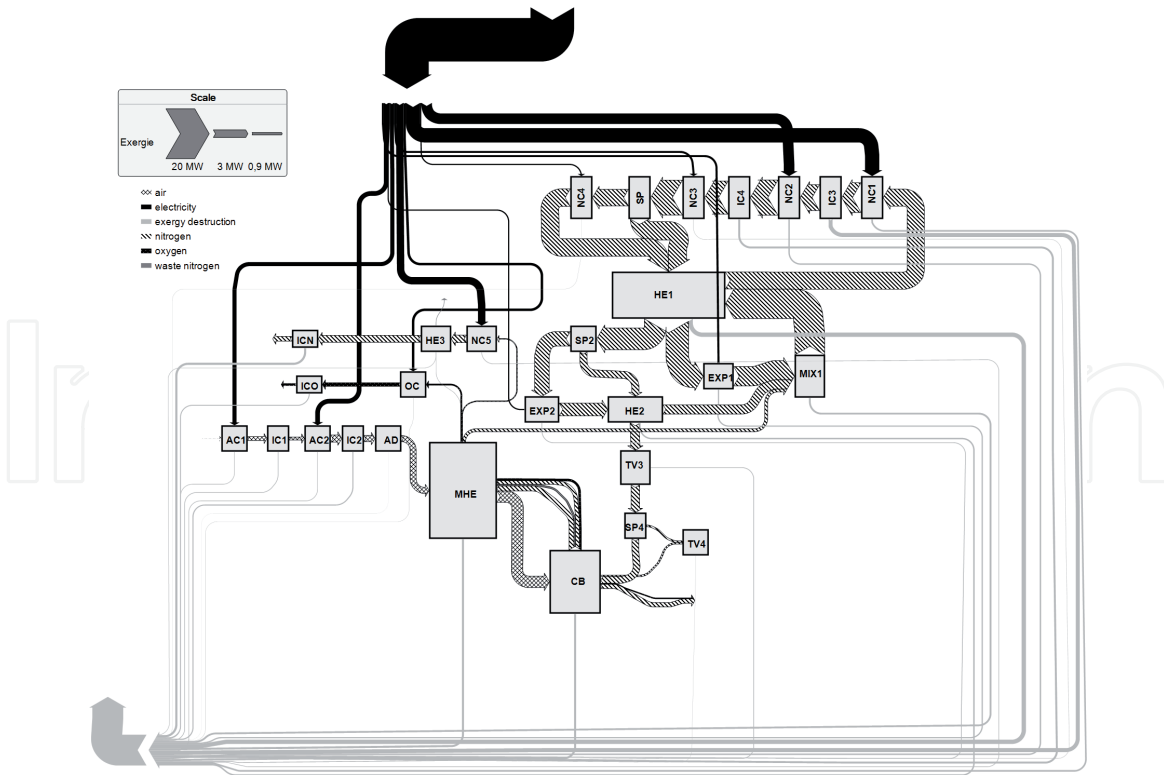 Scale
Exergie
20 MW 3 MW 0,9 MW
air
electricity
exergy destruction
nitrogen
oxygen
waste nitrogen
NC4
SP
NC3
IC4
NC2
IC3
NC1
HE1
ICN
HE3
NC5
SP2
EXP1
MIX1
ICO
OC
EXP2
HE2
AC1
IC1
AC2
IC2
AD
TV3
MHE
SP4
TV4
CB